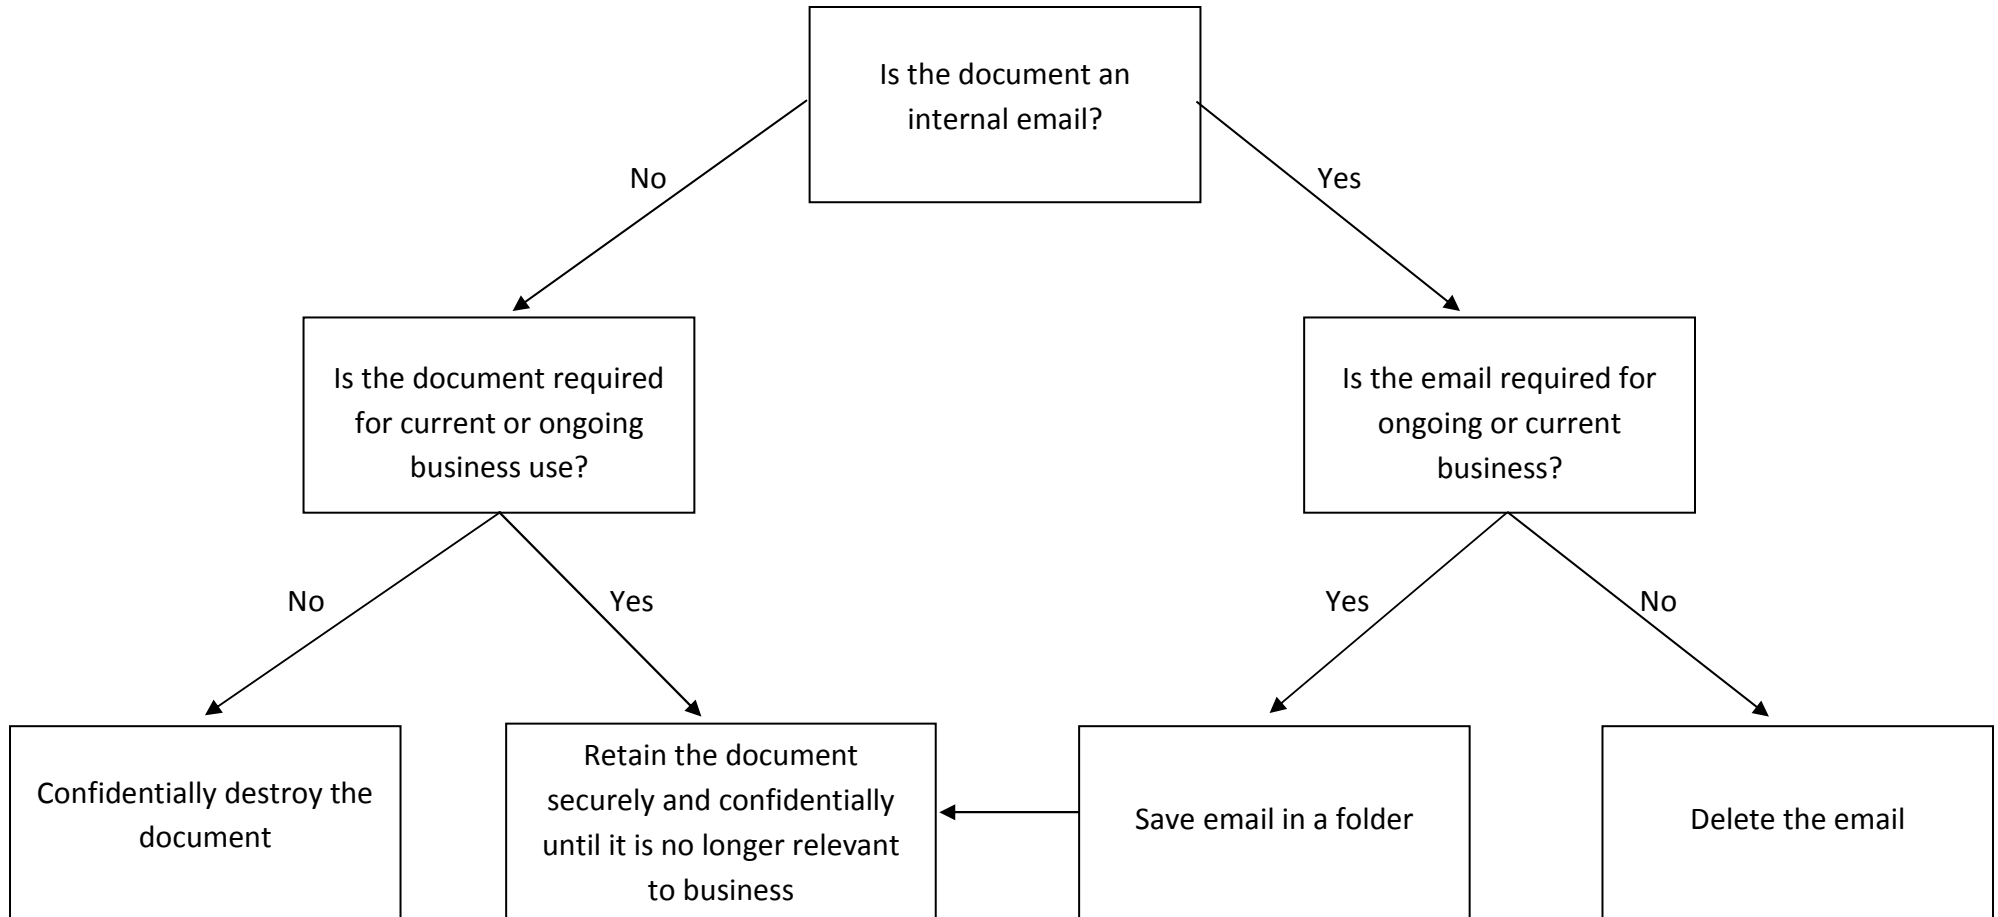 Is the document an
internal email?
No
Yes
Is the document required
for current or ongoing
business use?
Is the email required for
ongoing or current
business?
No
Yes
Yes
No
Confidentially destroy the
document
Retain the document
securely and confidentially
until it is no longer relevant
to business
Save email in a folder
Delete the email